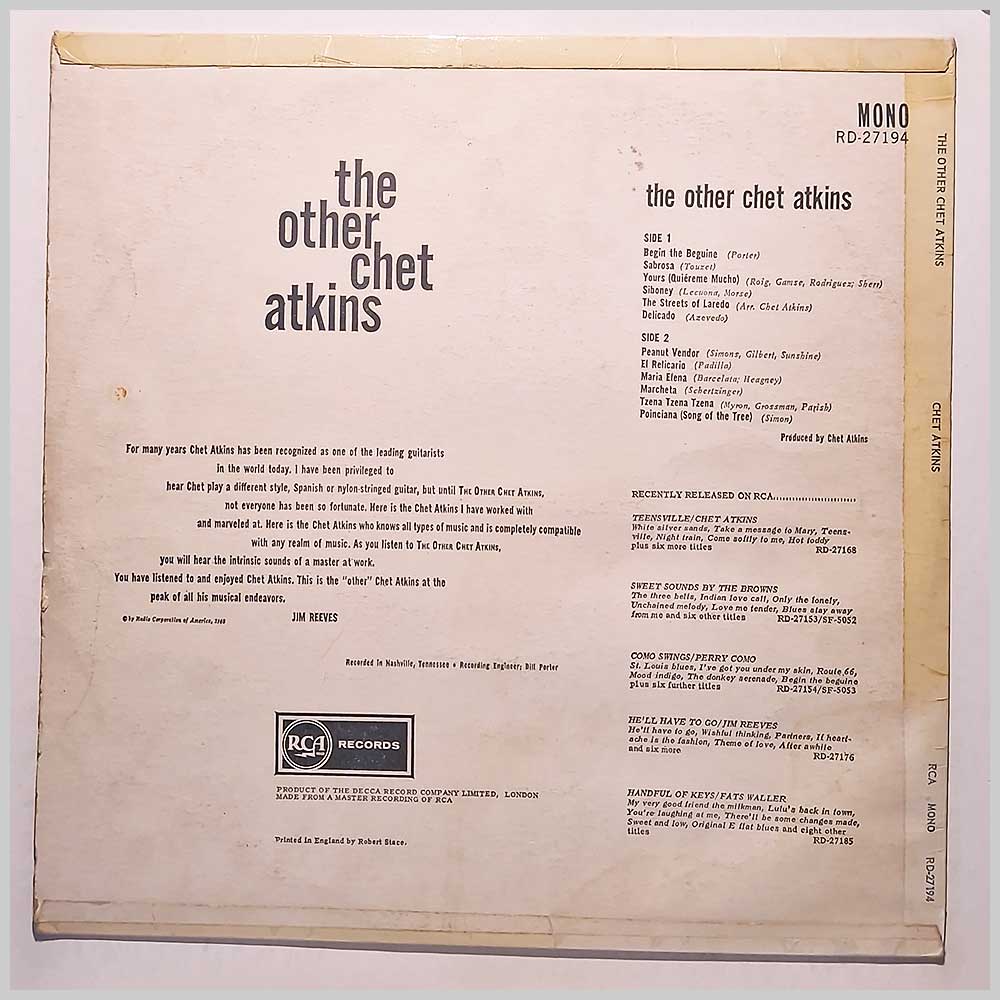 MONO
RD-27194
the
other
chet
atkins
the other chet atkins
SIDE 1
Begin the Beguine (Porter)
Sabrosa (Touzet)
Yours (Quiéreme Mucho) (Roig, Gamse, Rodriguez; Sherr)
Siboney (Lecuona, Morse)
The Streets of Laredo (Arr. Chet Atkins)
Delicado (Azevedo)
SIDE 2
Peanut Vendor (Simons, Gilbert, Sunshine)
El Relicario (Padilla)
Maria Elena (Barcelata; Heagney)
Marcheta (Schertzinger)
Tzena Tzena Tzena (Myron, Grossman, Parish)
Poinciana (Song of the Tree) (Simon)
Produced by Chet Atkins
For many years Chet Atkins has been recognized as one of the leading guitarists
in the world today. I have been privileged to
hear Chet play a different style, Spanish or nylon-stringed guitar, but until THE OTHER CHET ATKINS,
not everyone has been so fortunate. Here is the Chet Atkins I have worked with
and marveled at. Here is the Chet Atkins who knows all types of music and is completely compatible
with any realm of music. As you listen to THE OTHER CHET ATKINS,
you will hear the intrinsic sounds of a master at work.
You have listened to and enjoyed Chet Atkins. This is the "other" Chet Atkins at the
peak of all his musical endeavors.
JIM REEVES
© by Radio Corporation of America, 1960
Recorded in Nashville, Tennessee • Recording Engineer; Bill Porter
RCA RECORDS
PRODUCT OF THE DECCA RECORD COMPANY LIMITED, LONDON
MADE FROM A MASTER RECORDING OF RCA
Printed in England by Robert Stace.
RECENTLY RELEASED ON RCA.........................
TEENSVILLE/CHET ATKINS
White silver sands, Take a message to Mary, Teens-
ville, Night train, Come softly to me, Hot toddy
plus six more titles RD-27168
SWEET SOUNDS BY THE BROWNS
The three bells, Indian love call, Only the lonely,
Unchained melody, Love me tender, Blues stay away
from me and six other titles RD-27153/SF-5052
COMO SWINGS/PERRY COMO
St. Louis blues, I've got you under my skin, Route 66,
Mood indigo, The donkey serenade, Begin the beguine
plus six further titles RD-27154/SF-5053
HE'LL HAVE TO GO/JIM REEVES
He'll have to go, Wishful thinking, Partners, If heart-
ache is the fashion, Theme of love, After awhile
and six more RD-27176
HANDFUL OF KEYS/FATS WALLER
My very good friend the milkman, Lulu's back in town,
You're laughing at me, There'll be some changes made,
Sweet and low, Original E flat blues and eight other
titles RD-27185
THE OTHER CHET ATKINS
CHET ATKINS
RCA MONO RD-27194